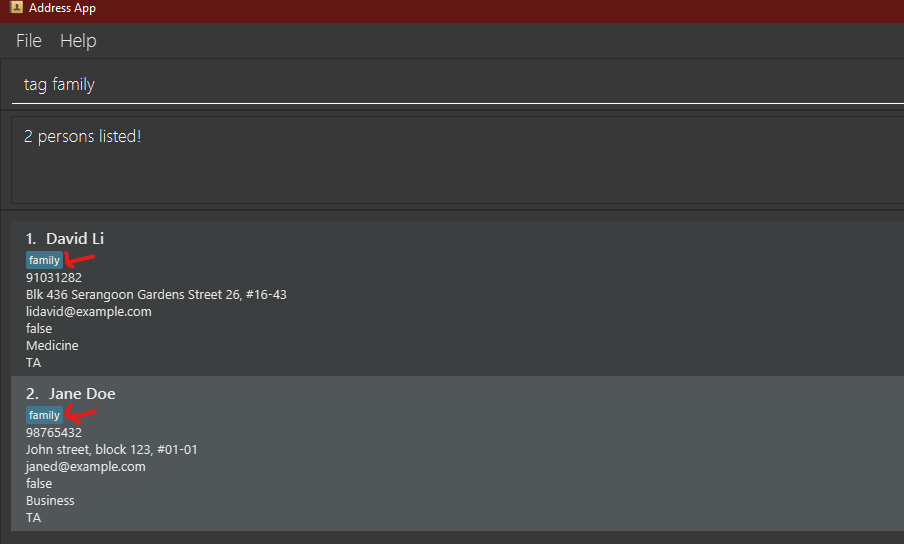 Address App
File Help
tag family
2 persons listed!
1. David Li
family
91031282
Blk 436 Serangoon Gardens Street 26, #16-43
lidavid@example.com
false
Medicine
TA
2. Jane Doe
family
98765432
John street, block 123, #01-01
janed@example.com
false
Business
TA